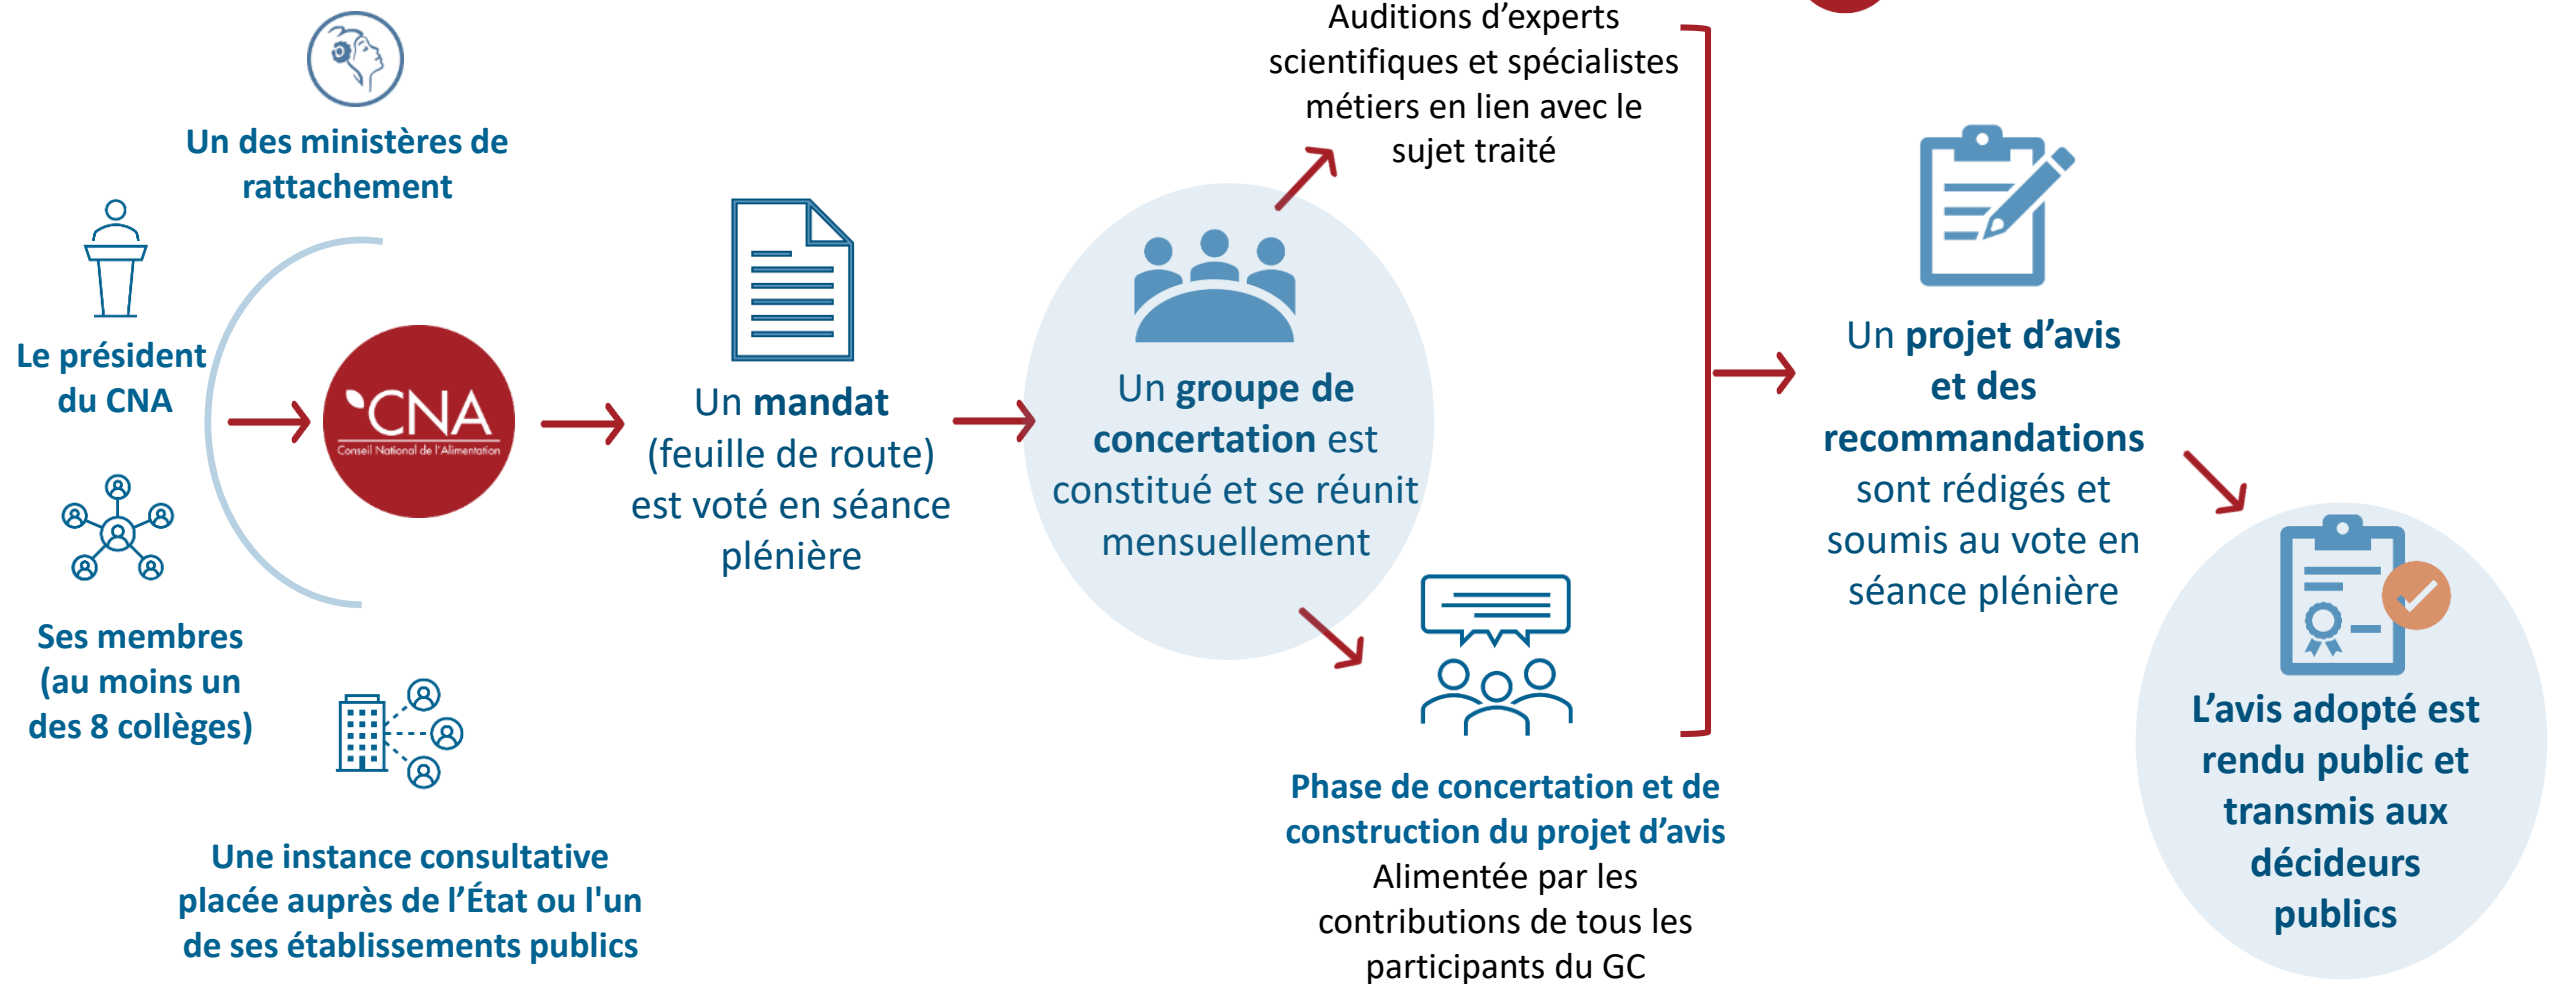 Un des ministères de
rattachement
Le président
du CNA
Ses membres
(au moins un
des 8 collèges)
Une instance consultative
placée auprès de l’État ou l'un
de ses établissements publics
CNA
Conseil National de l'Alimentation
Un mandat
(feuille de route)
est voté en séance
plénière
Un groupe de
concertation est
constitué et se réunit
mensuellement
Auditions d’experts
scientifiques et spécialistes
métiers en lien avec le
sujet traité
Phase de concertation et de
construction du projet d’avis
Alimentée par les
contributions de tous les
participants du GC
Un projet d’avis
et des
recommandations
sont rédigés et
soumis au vote en
séance plénière
L’avis adopté est
rendu public et
transmis aux
décideurs
publics